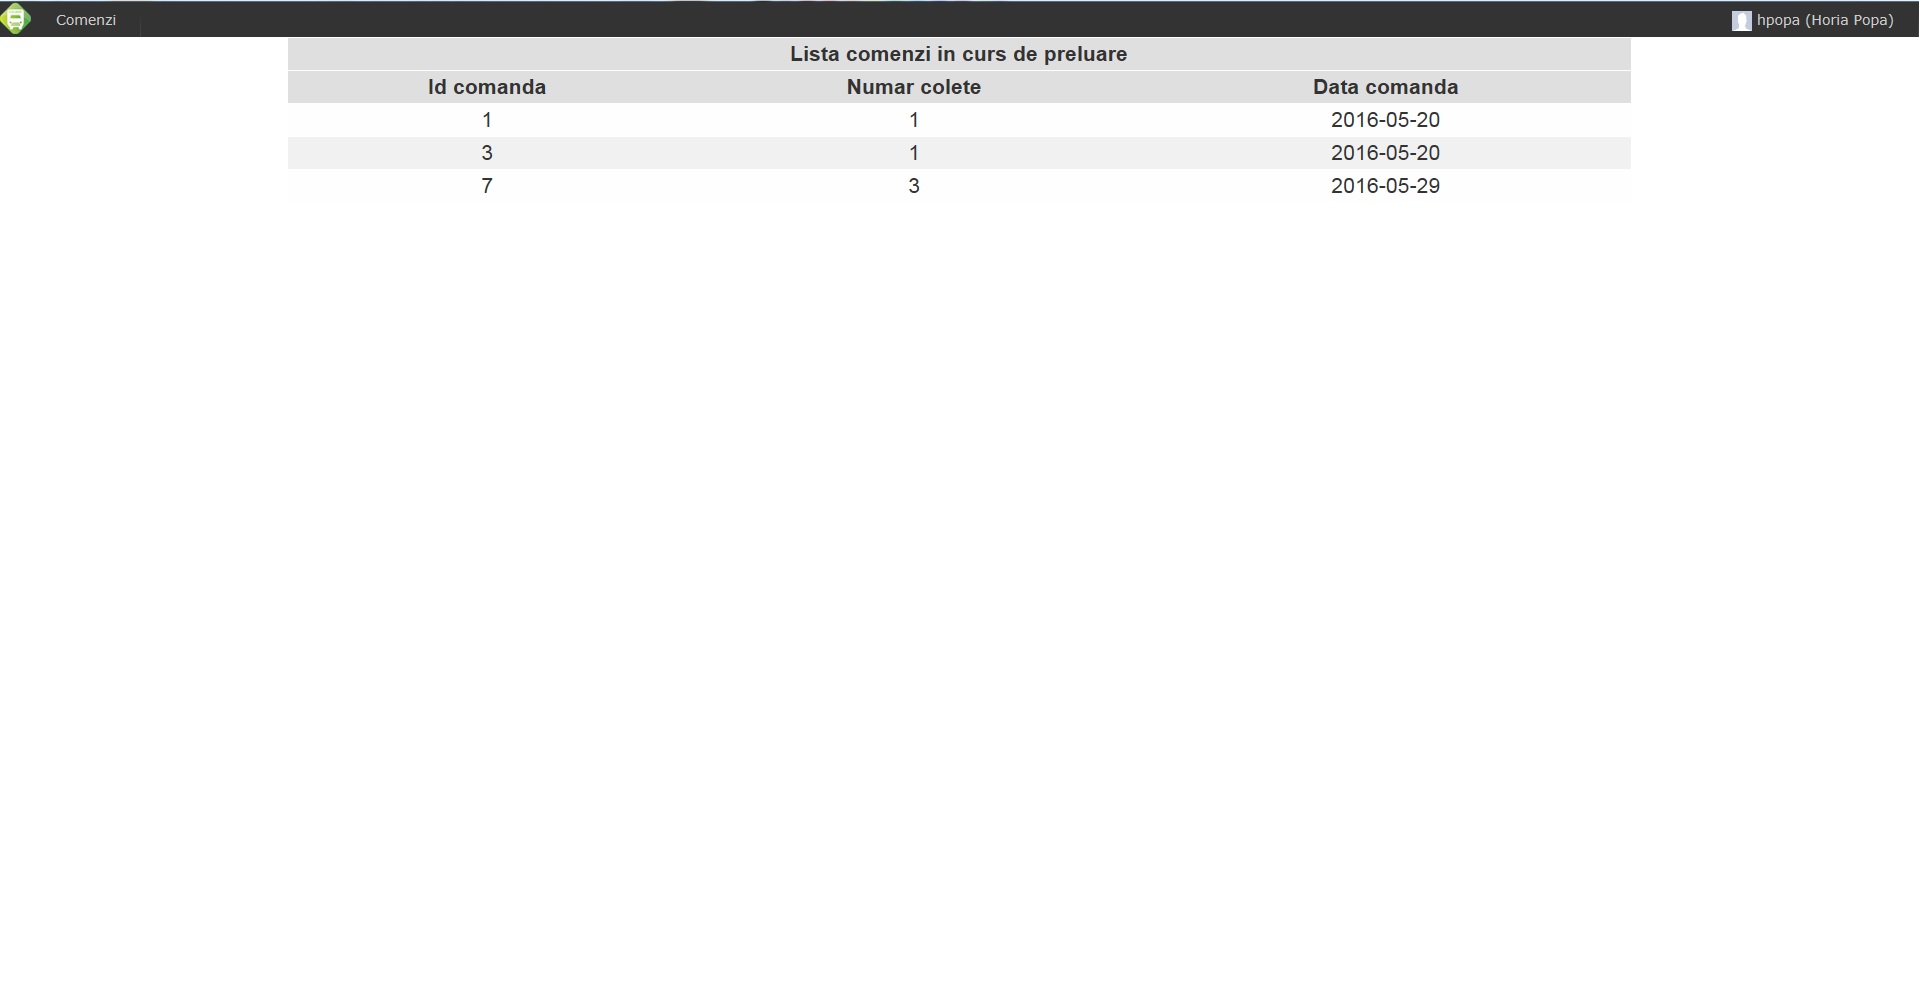 Comenzi hpopa (Horia Popa)
Lista comenzi in curs de preluare
Id comanda Numar colete Data comanda
1 1 2016-05-20
3 1 2016-05-20
7 3 2016-05-29